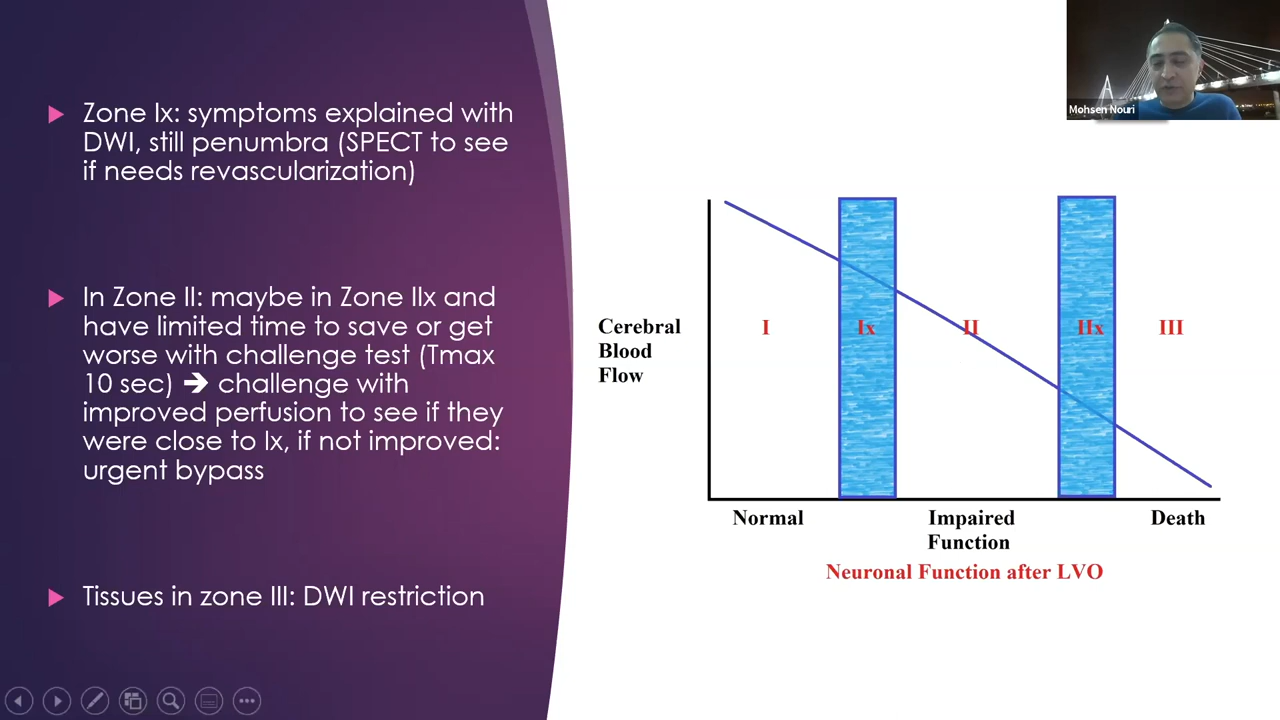 Zone Ix: symptoms explained with
DWI, still penumbra (SPECT to see
if needs revascularization)
In Zone II: maybe in Zone IIx and
have limited time to save or get
worse with challenge test (Tmax
10 sec) → challenge with
improved perfusion to see if they
were close to Ix, if not improved:
urgent bypass
Tissues in zone III: DWI restriction
Mohsen Nouri
Cerebral
Blood
Flow
I
Ix
II
IIx
III
Normal
Impaired
Function
Death
Neuronal Function after LVO